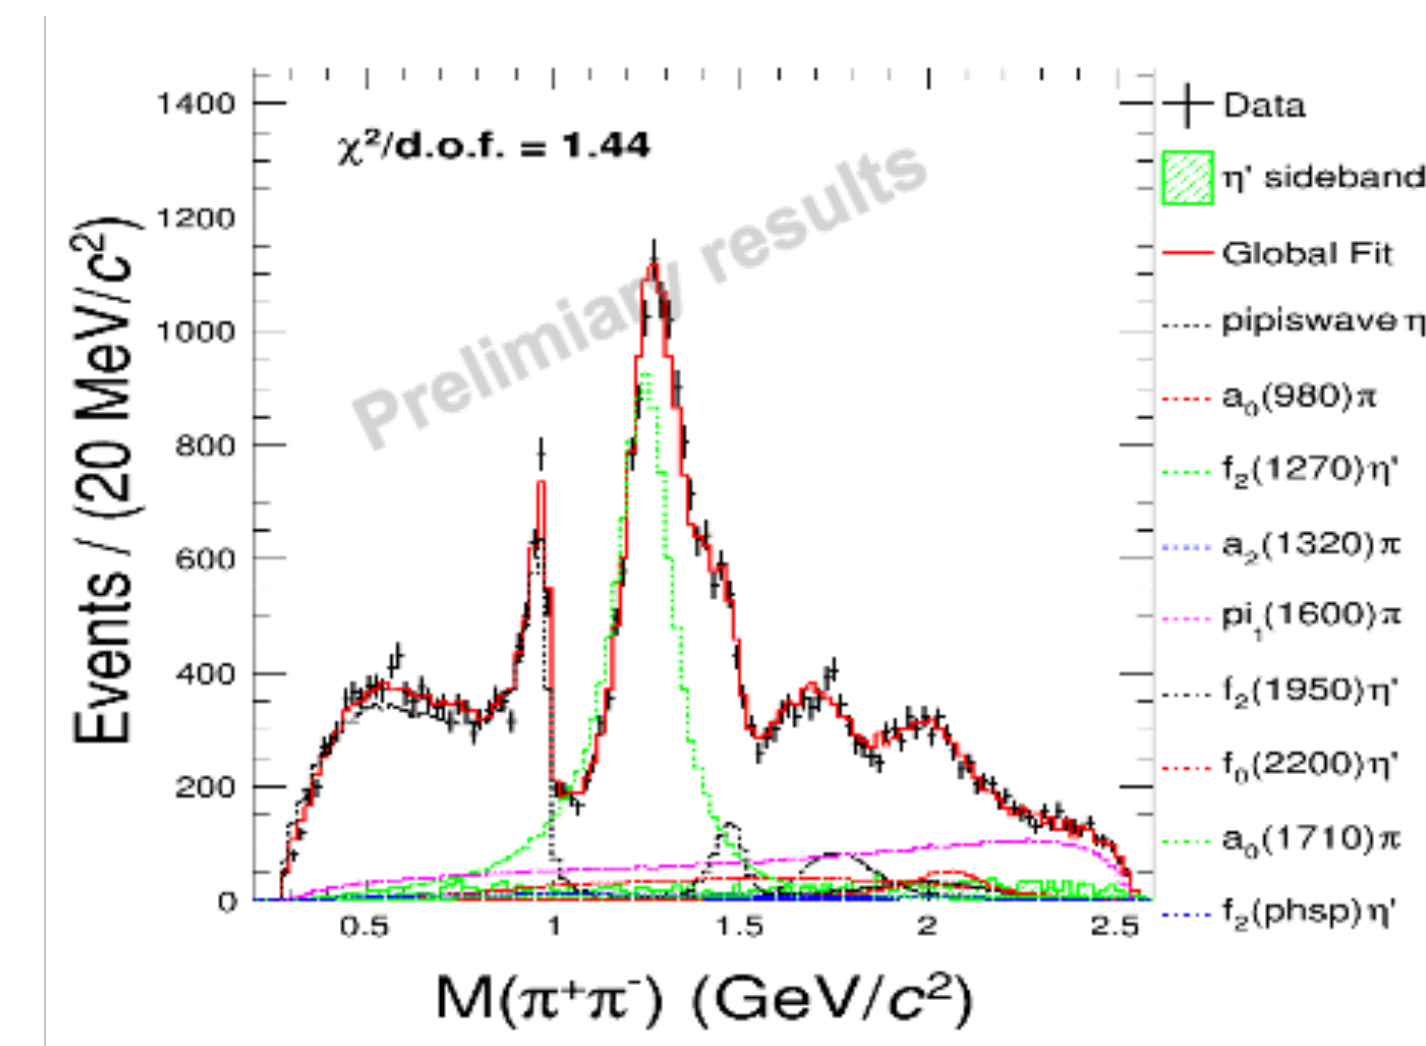 1400
1200
1000
800
600
400
200
0
Events / (20 MeV/c²)
χ²/d.o.f. = 1.44
Prelimiary results
0.5 1 1.5 2 2.5
M(π⁺π⁻) (GeV/c²)
Data
η' sideband
Global Fit
pipiswave η
a₀(980)π
f₂(1270)η'
a₂(1320)π
pi₁(1600)π
f₂(1950)η'
f₀(2200)η'
a₀(1710)π
f₂(phsp)η'